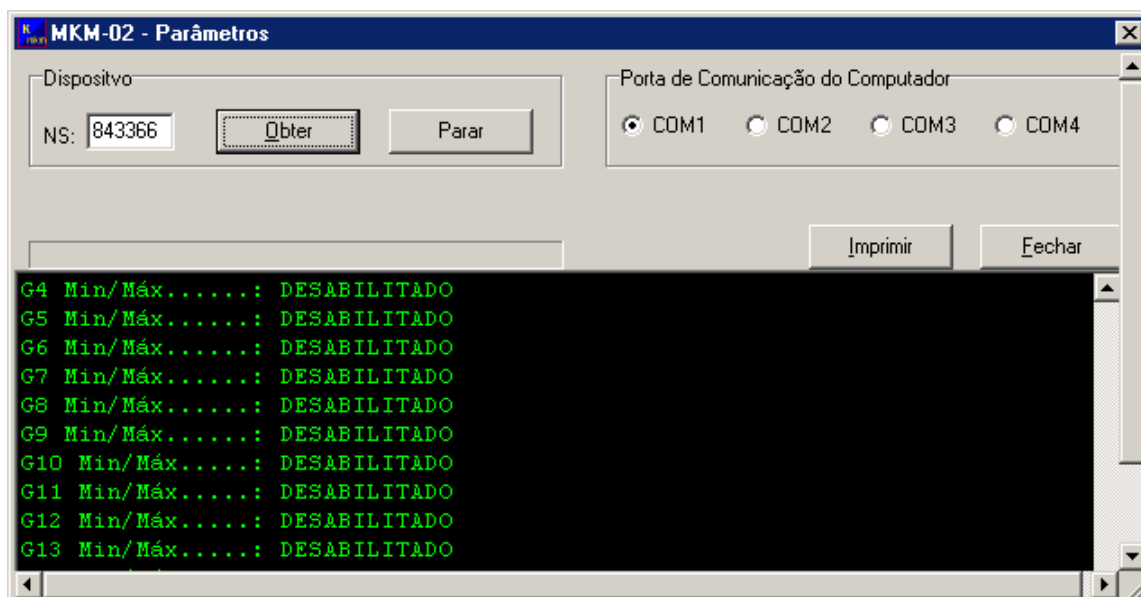 MKM-02 - Parâmetros
Dispositvo
Porta de Comunicação do Computador
NS: 843366 Obter Parar
COM1 COM2 COM3 COM4
Imprimir Fechar
G4 Min/Máx......: DESABILITADO
G5 Min/Máx......: DESABILITADO
G6 Min/Máx......: DESABILITADO
G7 Min/Máx......: DESABILITADO
G8 Min/Máx......: DESABILITADO
G9 Min/Máx......: DESABILITADO
G10 Min/Máx.....: DESABILITADO
G11 Min/Máx.....: DESABILITADO
G12 Min/Máx.....: DESABILITADO
G13 Min/Máx.....: DESABILITADO